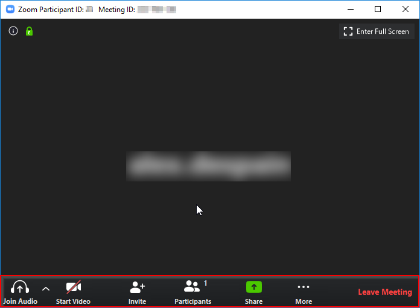 Zoom Participant ID: Meeting ID:
Enter Full Screen
1
Join Audio Start Video Invite Participants Share More Leave Meeting